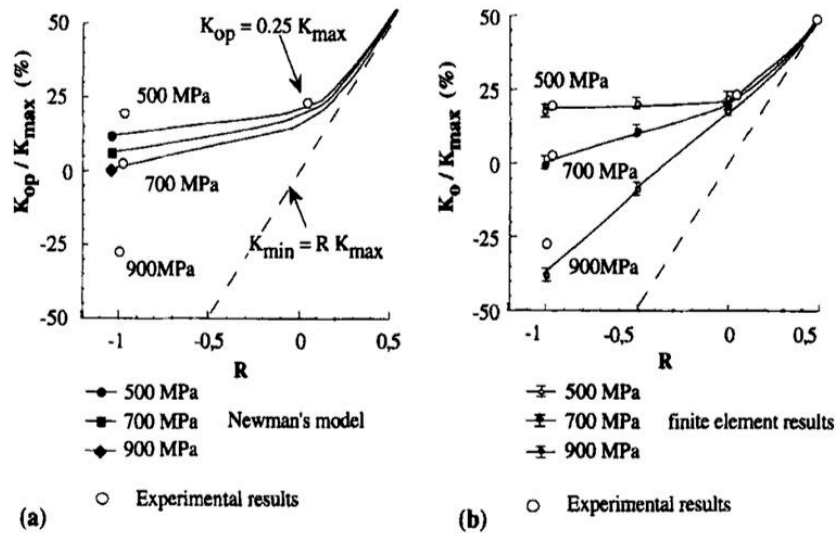 50
25
0
-25
-50
K_op / K_max (%)
K_op = 0.25 K_max
500 MPa
700 MPa
900MPa
K_min = R K_max
-1
-0,5
0
0,5
R
500 MPa
700 MPa
900 MPa
Newman's model
Experimental results
(a)
50
25
0
-25
-50
K_o / K_max (%)
500 MPa
700 MPa
900MPa
-1
-0,5
0
0,5
R
500 MPa
700 MPa
900 MPa
finite element results
Experimental results
(b)